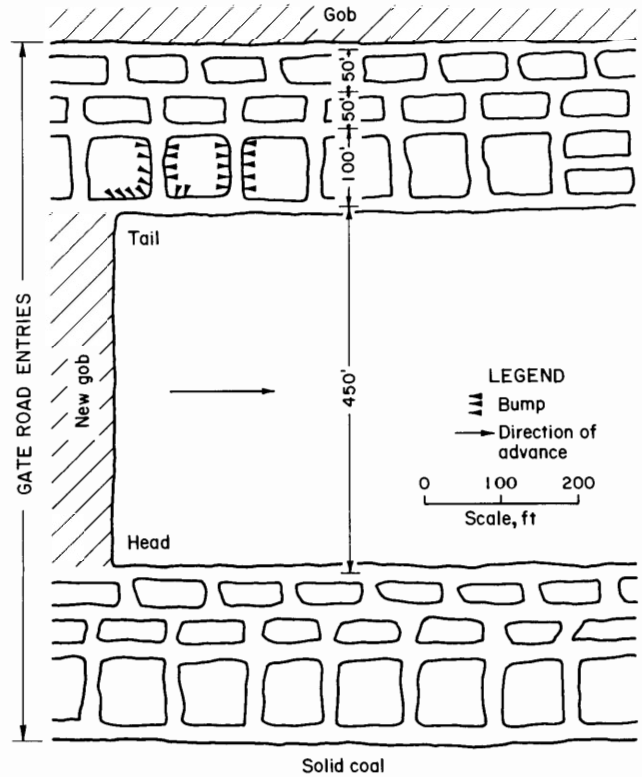 Gob
50'
50'
100'
Tail
GATE ROAD ENTRIES
New gob
450'
LEGEND
Bump
Direction of
advance
0 100 200
Scale, ft
Head
Solid coal